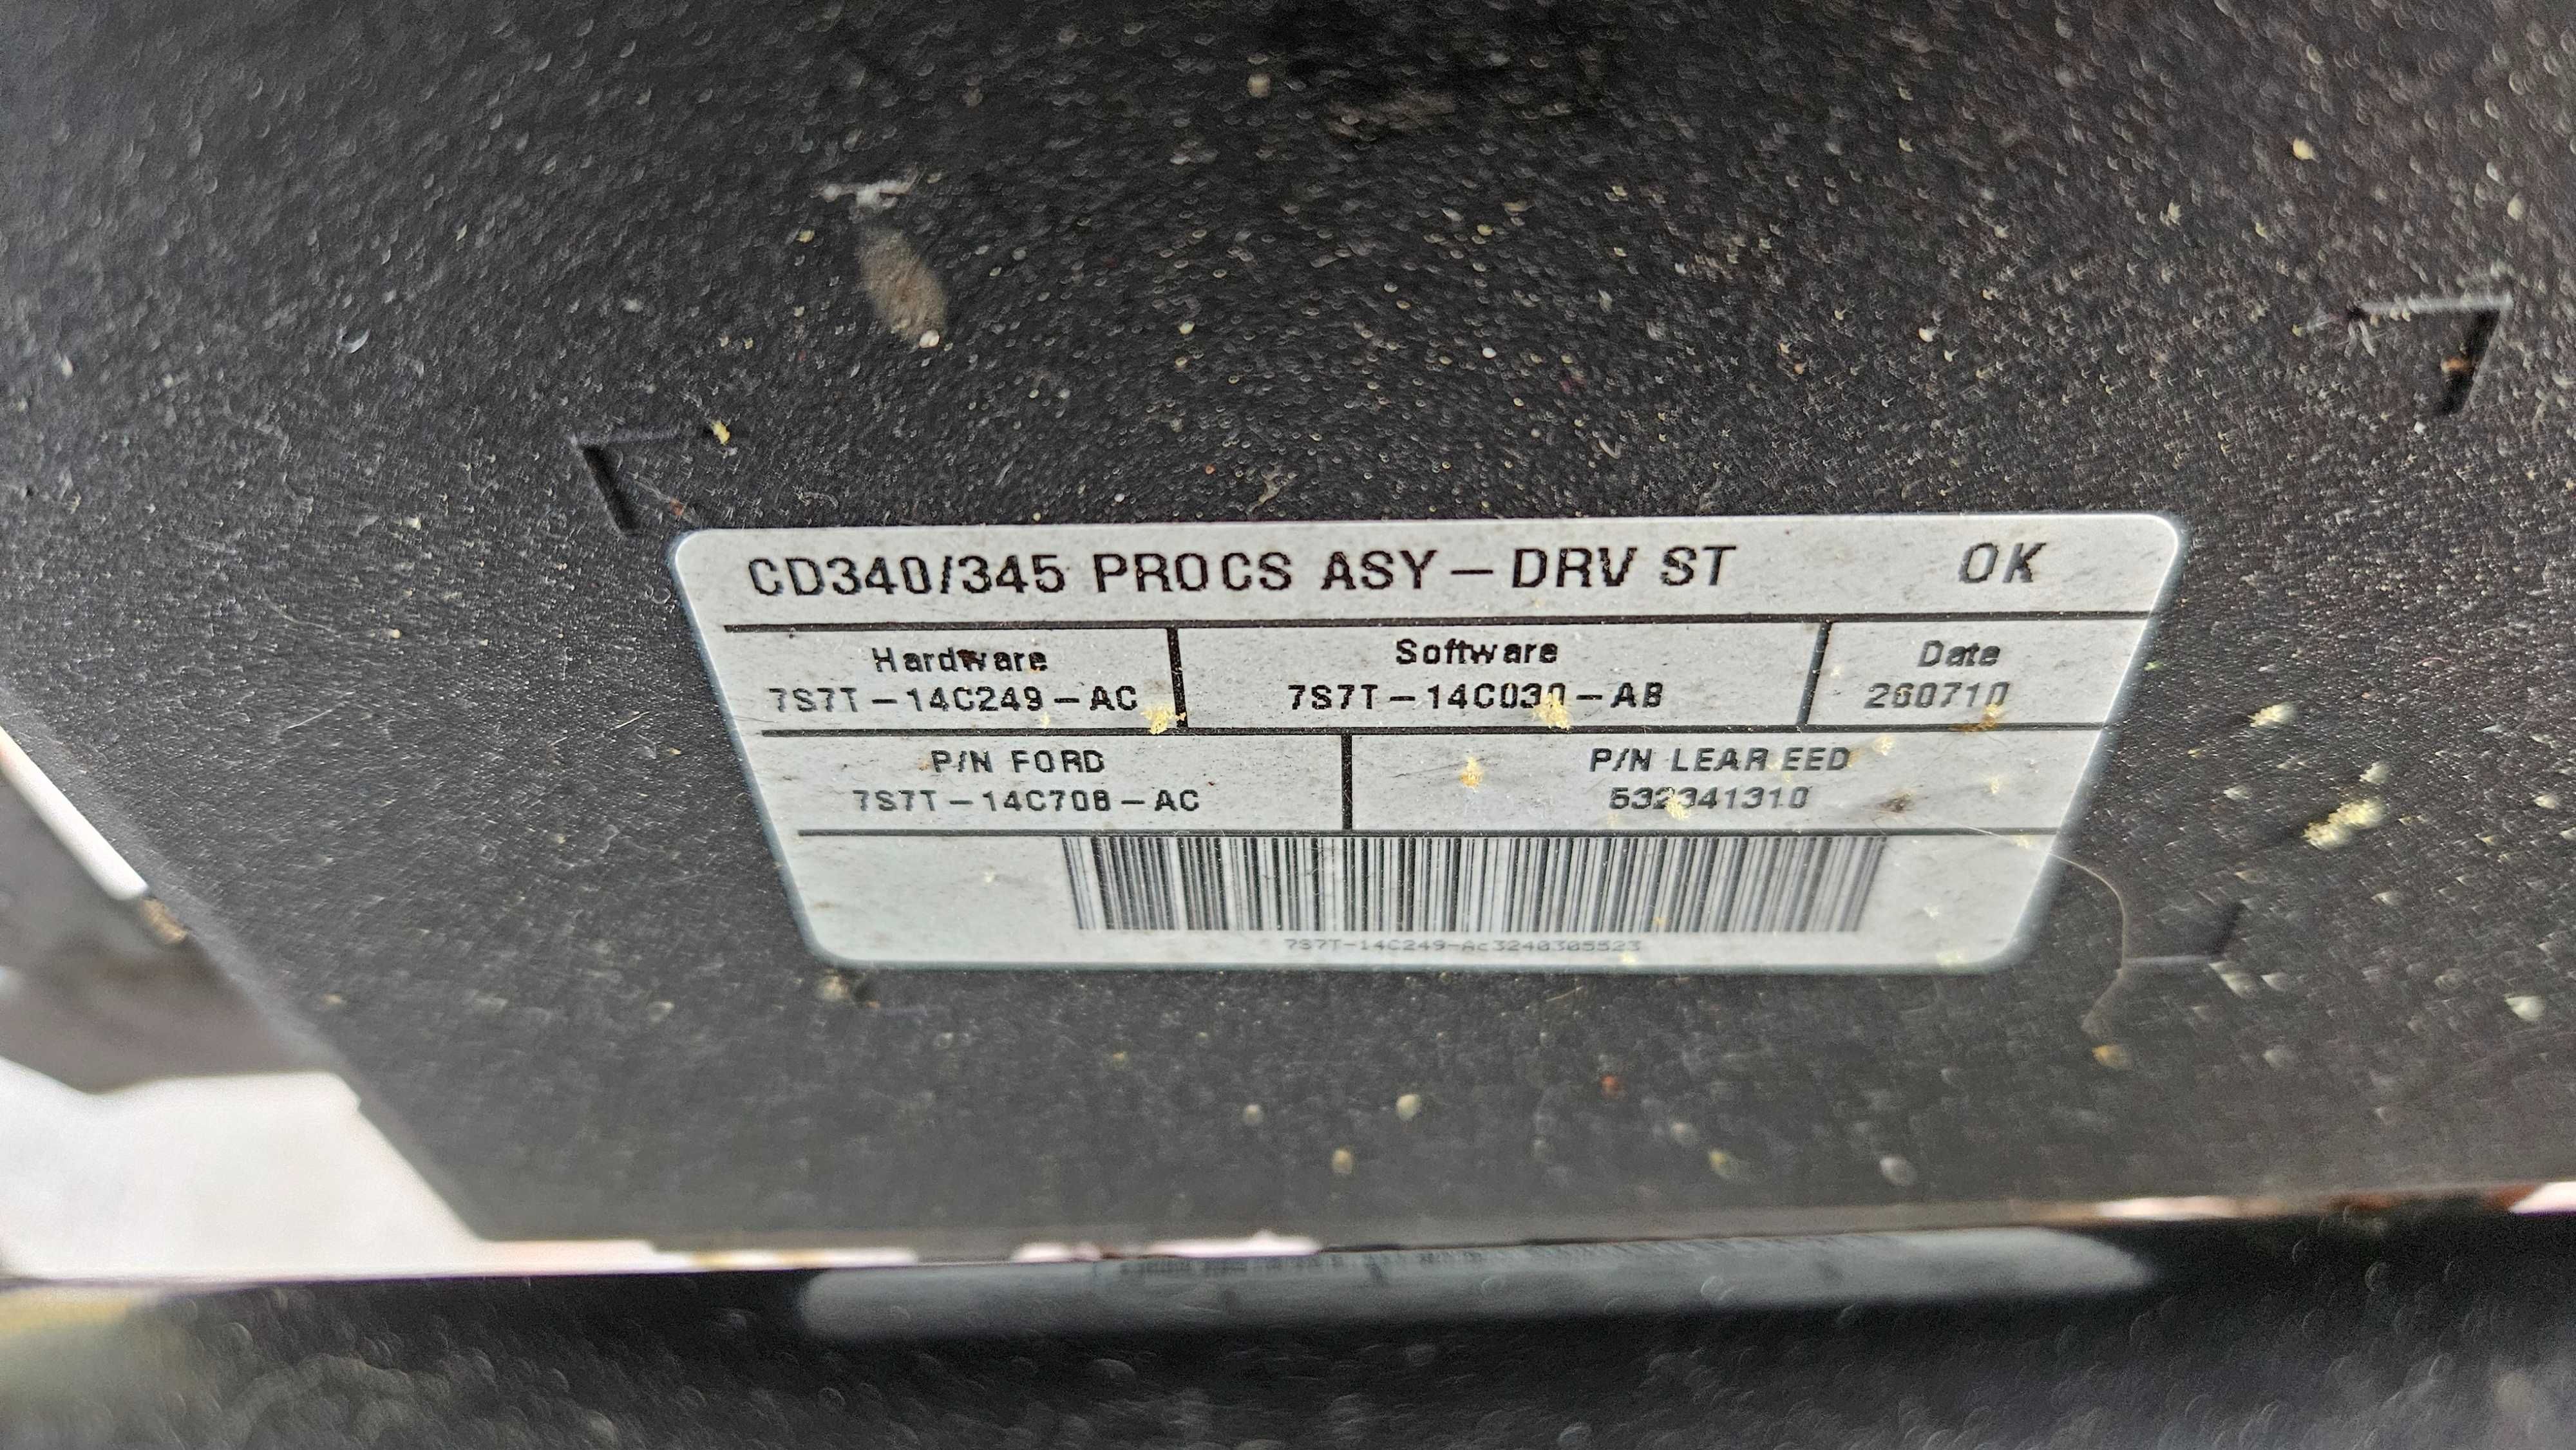 CD340/345 PROCS ASY – DRV ST OK
Hardware Software Date
7S7T – 14C249 – AC 7S7T – 14C030 – AB 260710
P/N FORD P/N LEAR EED
7S7T – 14C708 – AC 532341310
7S7T-14C249-Ac3240305523